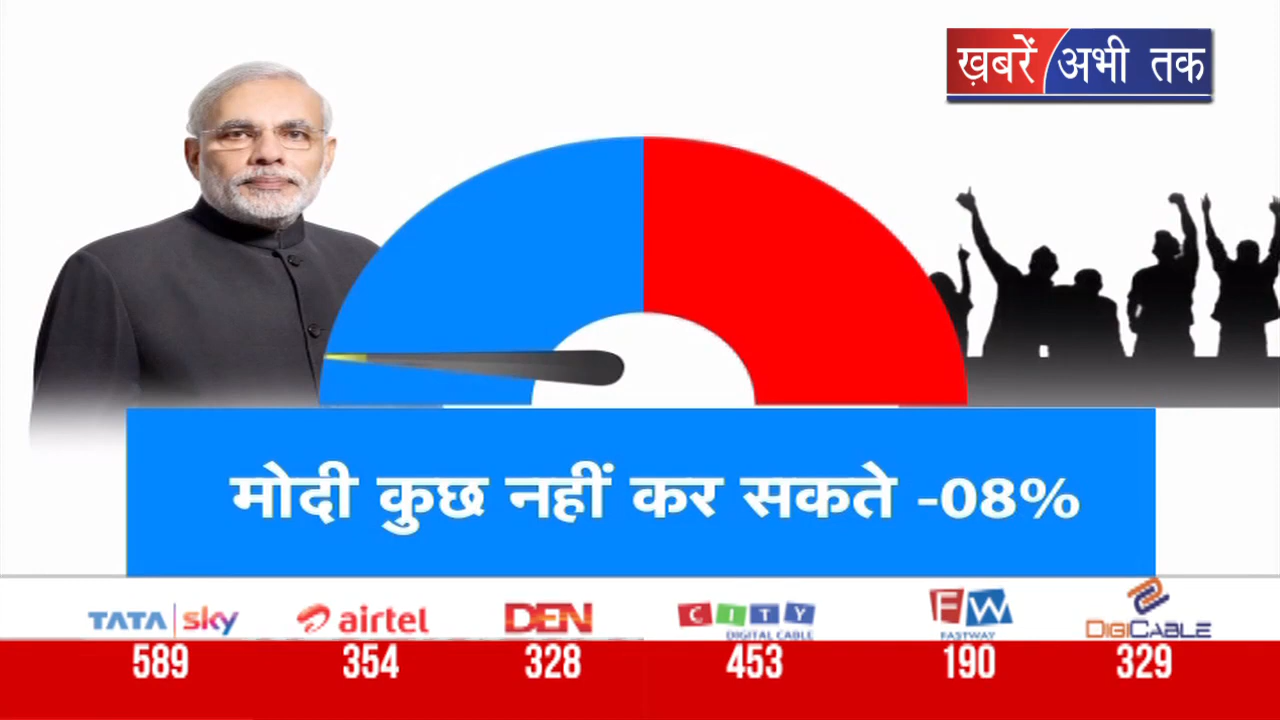 ख़बरें अभी तक
मोदी कुछ नहीं कर सकते -08%
TATA sky airtel DEN CITY DIGITAL CABLE FW FASTWAY DIGICABLE
589 354 328 453 190 329